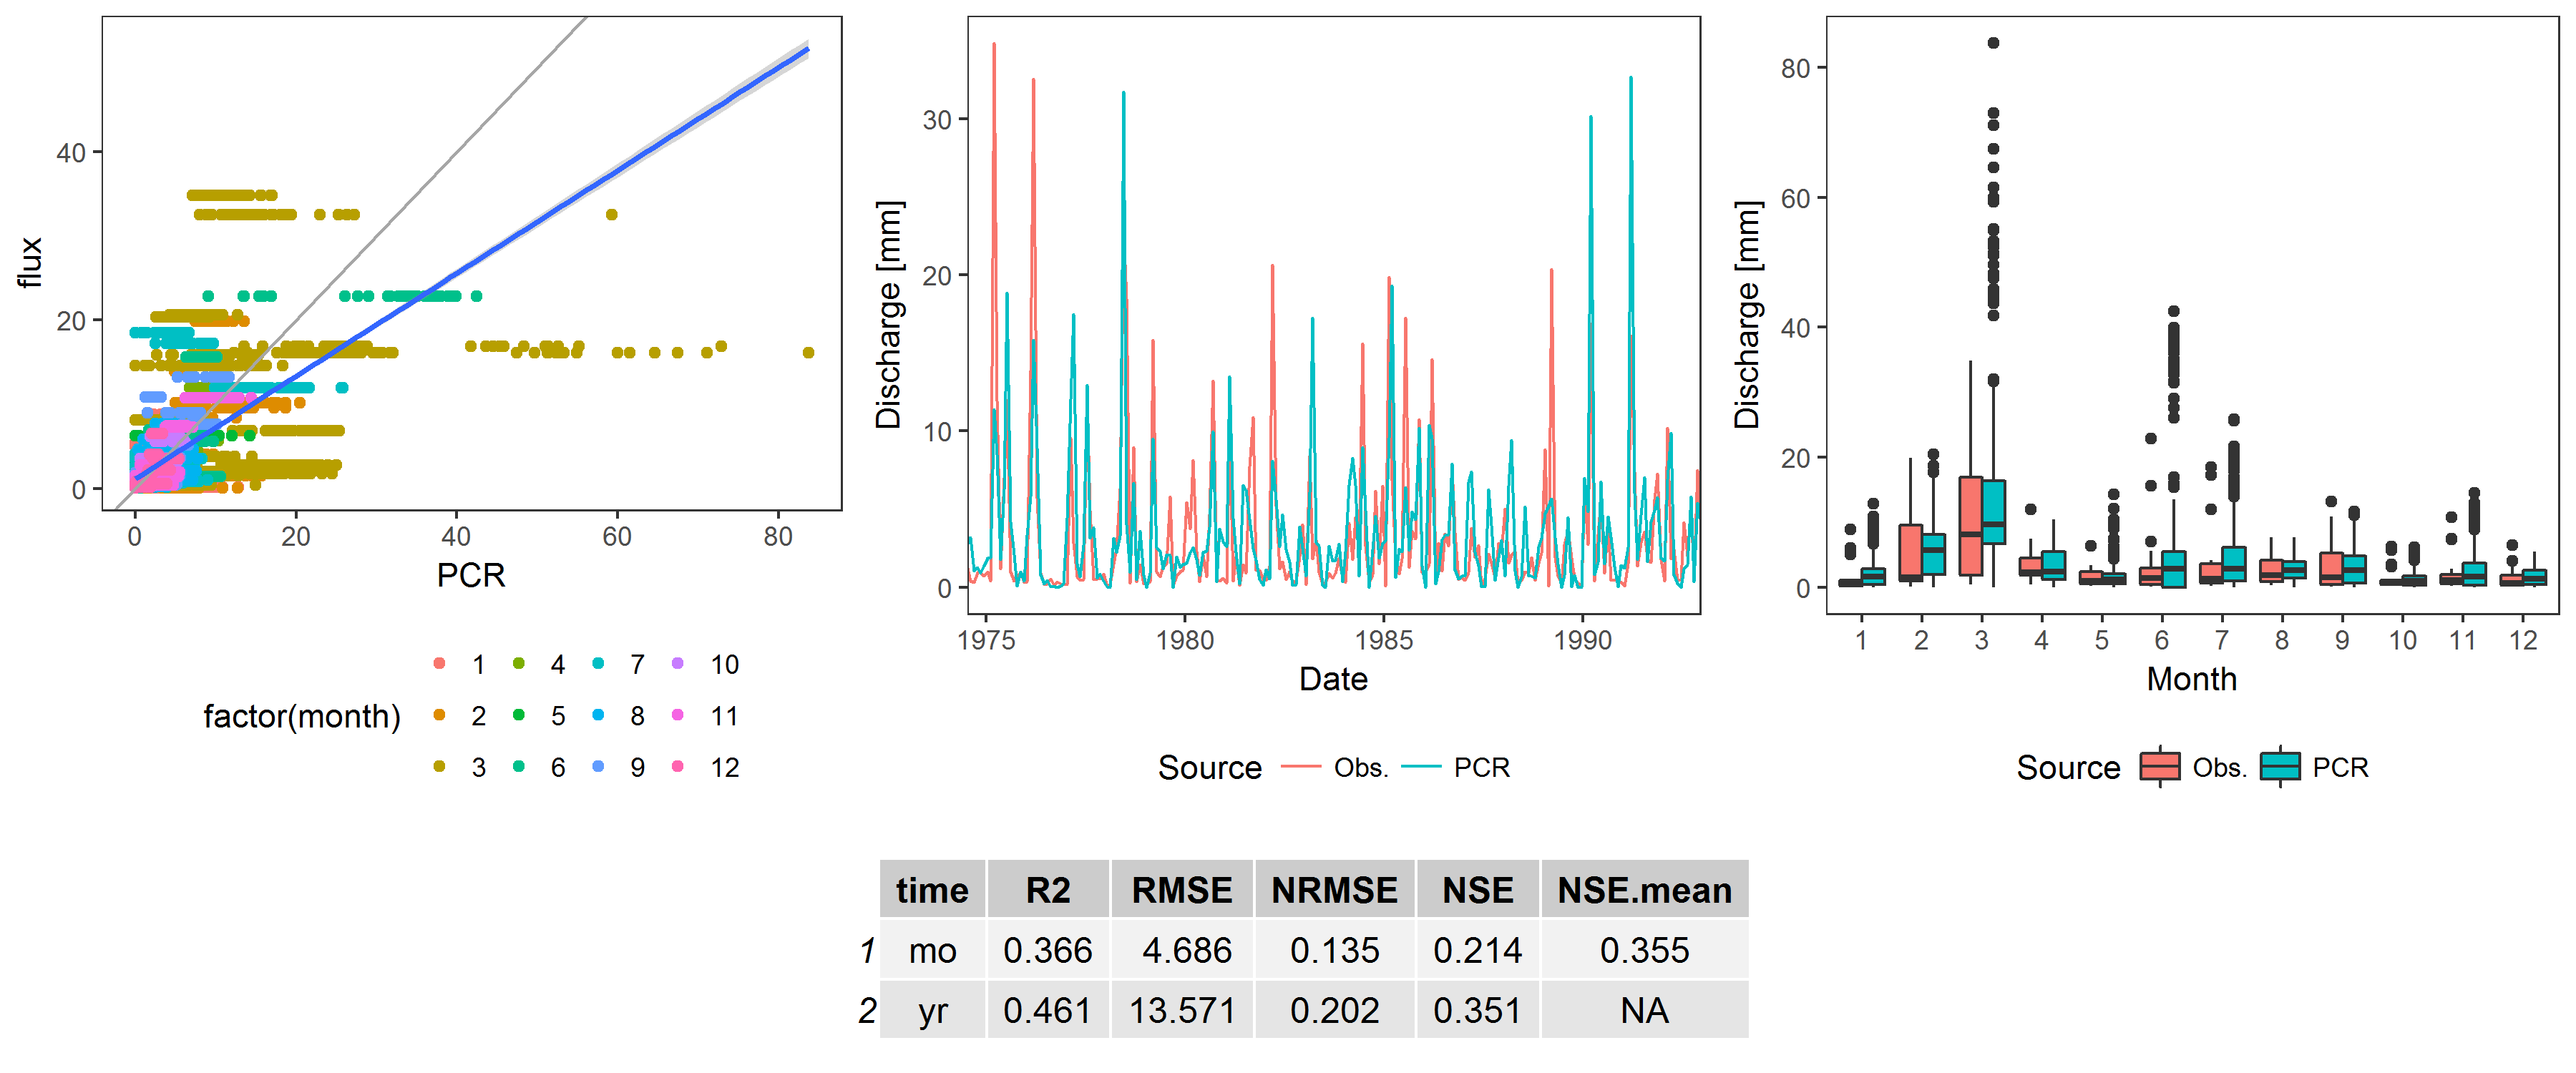 flux
40
20
0
0 20 40 60 80
PCR
factor(month)
1 4 7 10
2 5 8 11
3 6 9 12
Discharge [mm]
30
20
10
0
1975 1980 1985 1990
Date
Source Obs. PCR
Discharge [mm]
80
60
40
20
0
1 2 3 4 5 6 7 8 9 10 11 12
Month
Source Obs. PCR
time R2 RMSE NRMSE NSE NSE.mean
1 mo 0.366 4.686 0.135 0.214 0.355
2 yr 0.461 13.571 0.202 0.351 NA